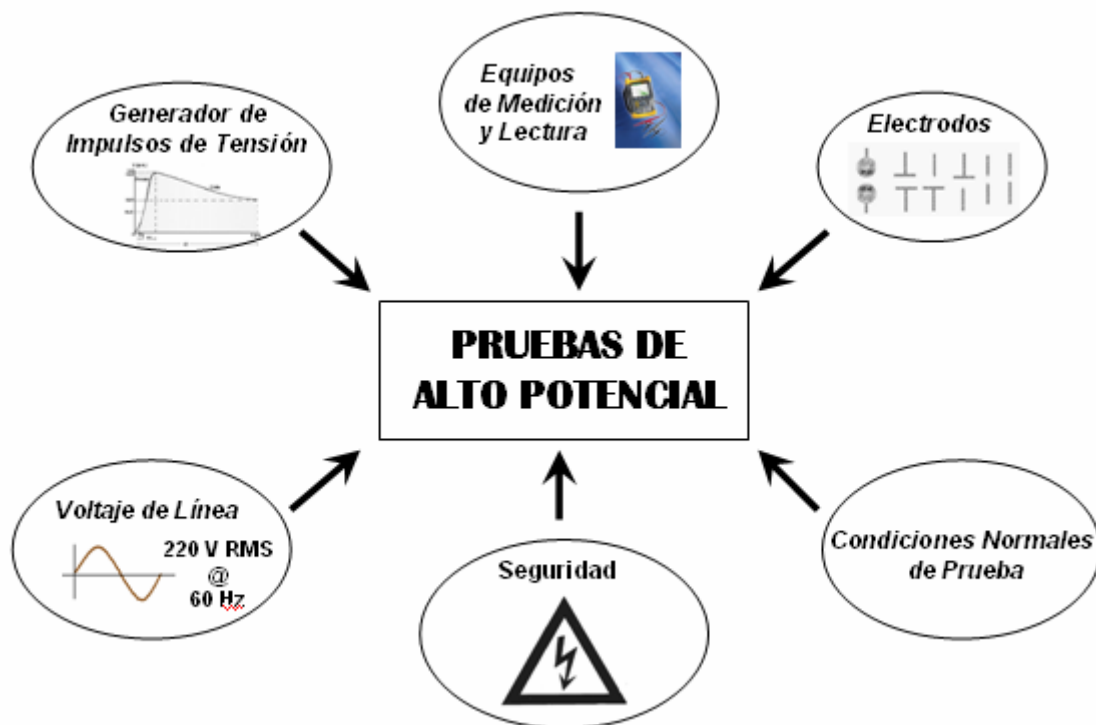 Equipos
de Medición
y Lectura
Generador de
Impulsos de Tensión
Electrodos
PRUEBAS DE
ALTO POTENCIAL
Voltaje de Línea
220 V RMS
@
60 Hz
Condiciones Normales
de Prueba
Seguridad